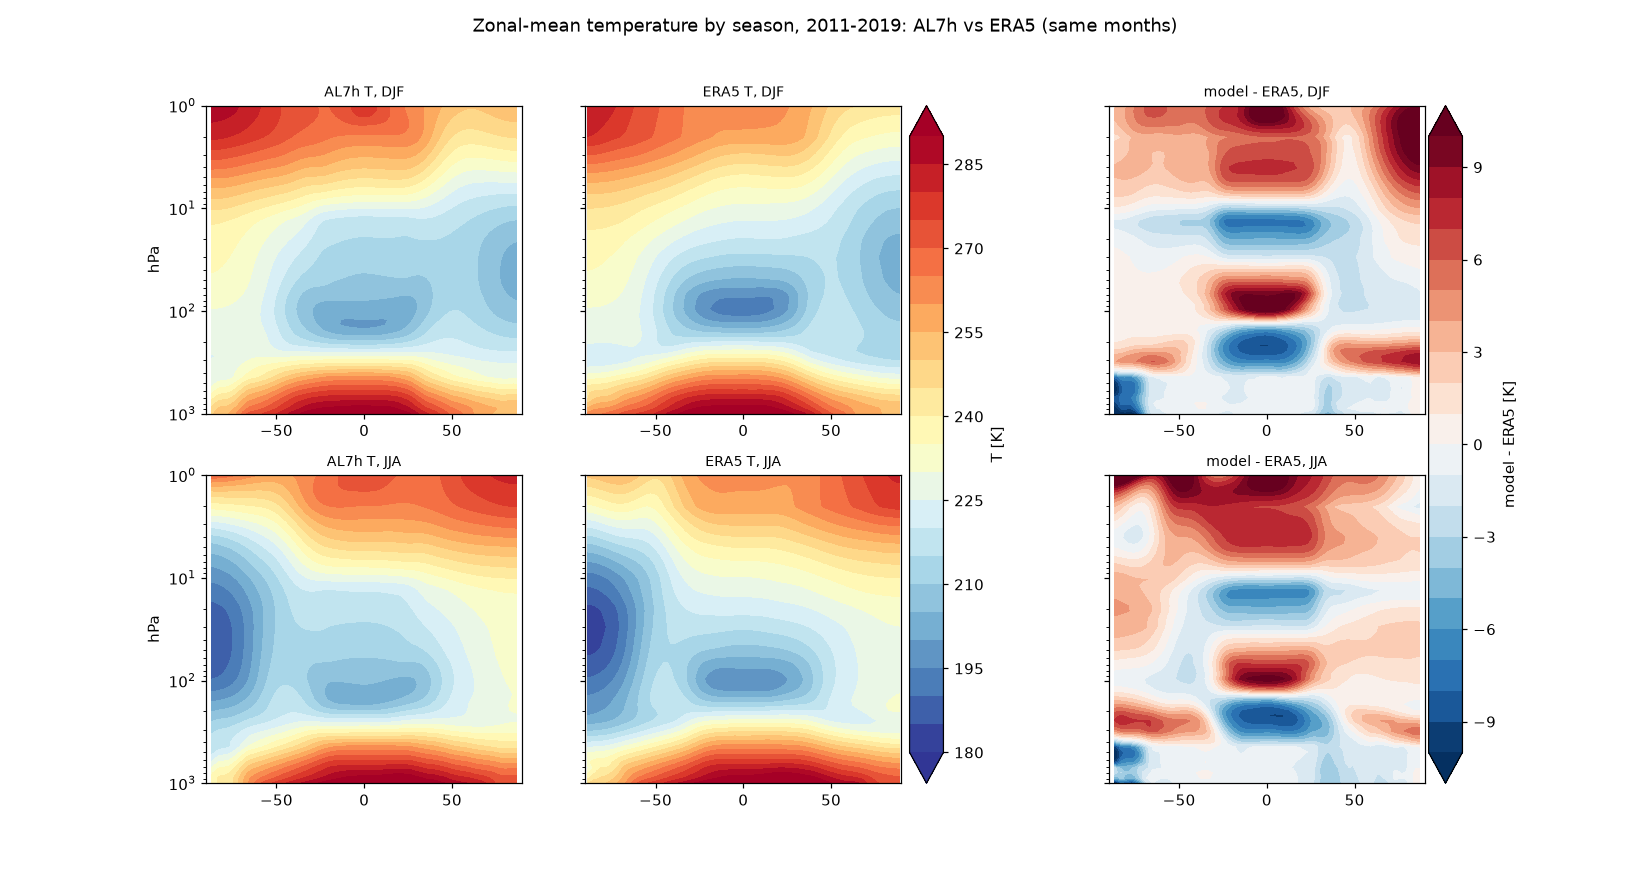 Zonal-mean temperature by season, 2011-2019: AL7h vs ERA5 (same months)
AL7h T, DJF
ERA5 T, DJF
model - ERA5, DJF
hPa
10⁰
10¹
10²
10³
−50 0 50
−50 0 50
−50 0 50
AL7h T, JJA
ERA5 T, JJA
model - ERA5, JJA
hPa
10⁰
10¹
10²
10³
−50 0 50
−50 0 50
−50 0 50
285
270
255
240
225
210
195
180
T [K]
9
6
3
0
−3
−6
−9
model - ERA5 [K]